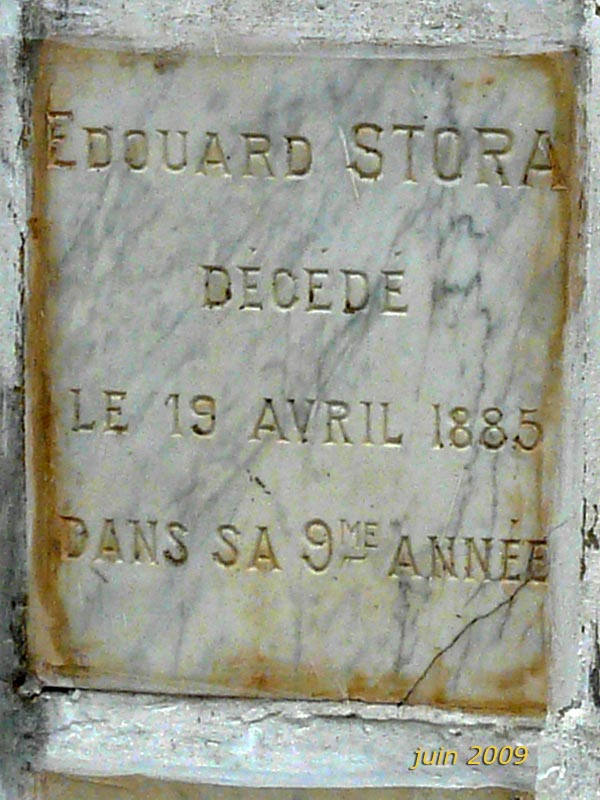 EDOUARD STORA
DÉCÉDÉ
LE 19 AVRIL 1885
DANS SA 9ME ANNÉE
juin 2009